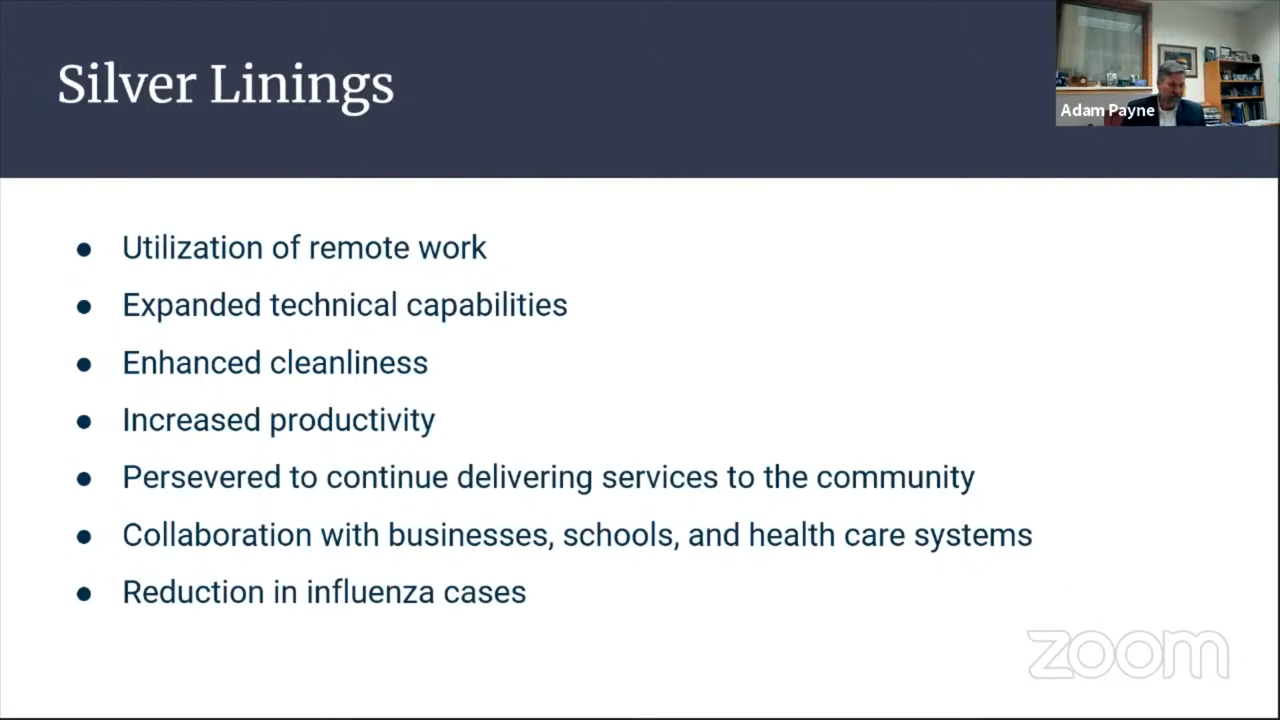 Silver Linings
Adam Payne
● Utilization of remote work
● Expanded technical capabilities
● Enhanced cleanliness
● Increased productivity
● Persevered to continue delivering services to the community
● Collaboration with businesses, schools, and health care systems
● Reduction in influenza cases
zoom